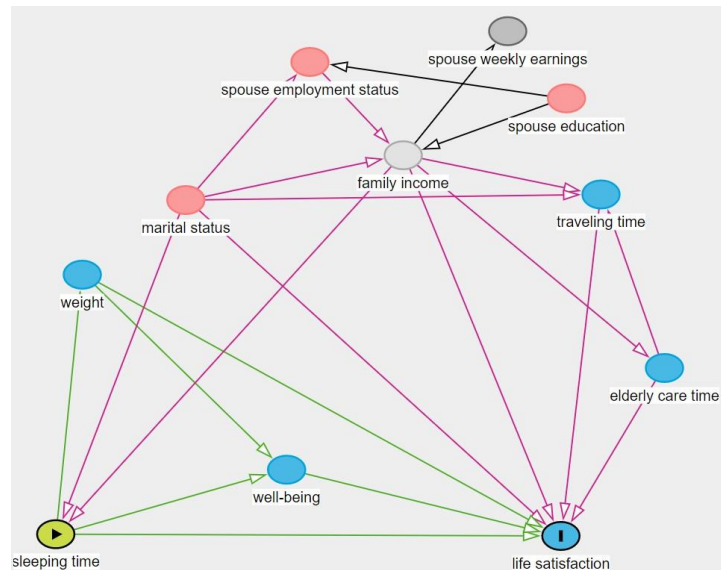 spouse weekly earnings
spouse employment status
spouse education
family income
traveling time
marital status
weight
elderly care time
well-being
sleeping time
life satisfaction